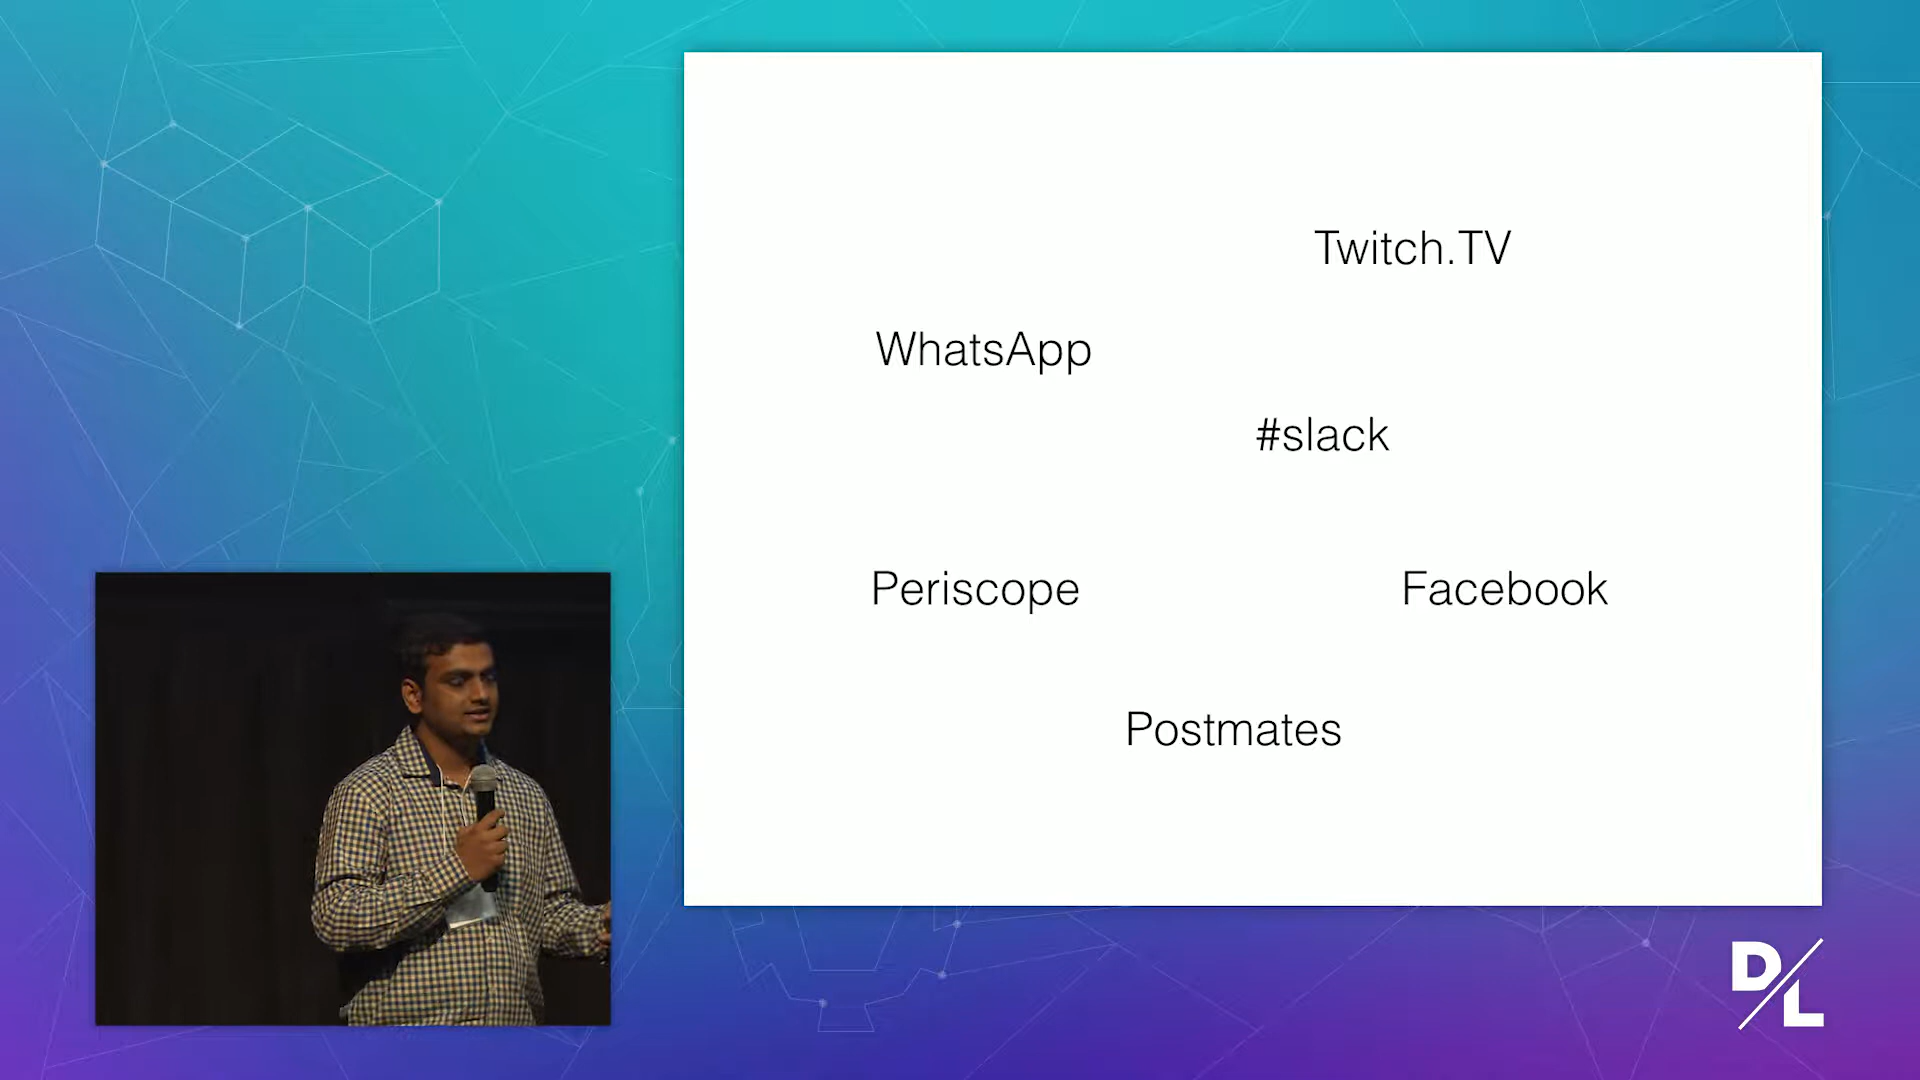 Twitch.TV
WhatsApp
#slack
Periscope
Facebook
Postmates
D/L